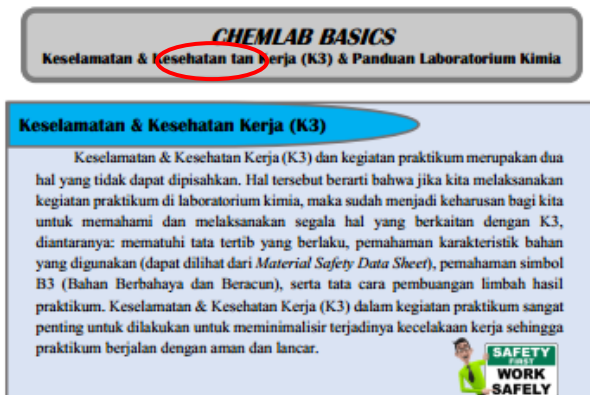 CHEMLAB BASICS
Keselamatan & Kesehatan tan Kerja (K3) & Panduan Laboratorium Kimia
Keselamatan & Kesehatan Kerja (K3)
Keselamatan & Kesehatan Kerja (K3) dan kegiatan praktikum merupakan dua
hal yang tidak dapat dipisahkan. Hal tersebut berarti bahwa jika kita melaksanakan
kegiatan praktikum di laboratorium kimia, maka sudah menjadi keharusan bagi kita
untuk memahami dan melaksanakan segala hal yang berkaitan dengan K3,
diantaranya: mematuhi tata tertib yang berlaku, pemahaman karakteristik bahan
yang digunakan (dapat dilihat dari Material Safety Data Sheet), pemahaman simbol
B3 (Bahan Berbahaya dan Beracun), serta tata cara pembuangan limbah hasil
praktikum. Keselamatan & Kesehatan Kerja (K3) dalam kegiatan praktikum sangat
penting untuk dilakukan untuk meminimalisir terjadinya kecelakaan kerja sehingga
praktikum berjalan dengan aman dan lancar.
SAFETY
FIRST
WORK
SAFELY